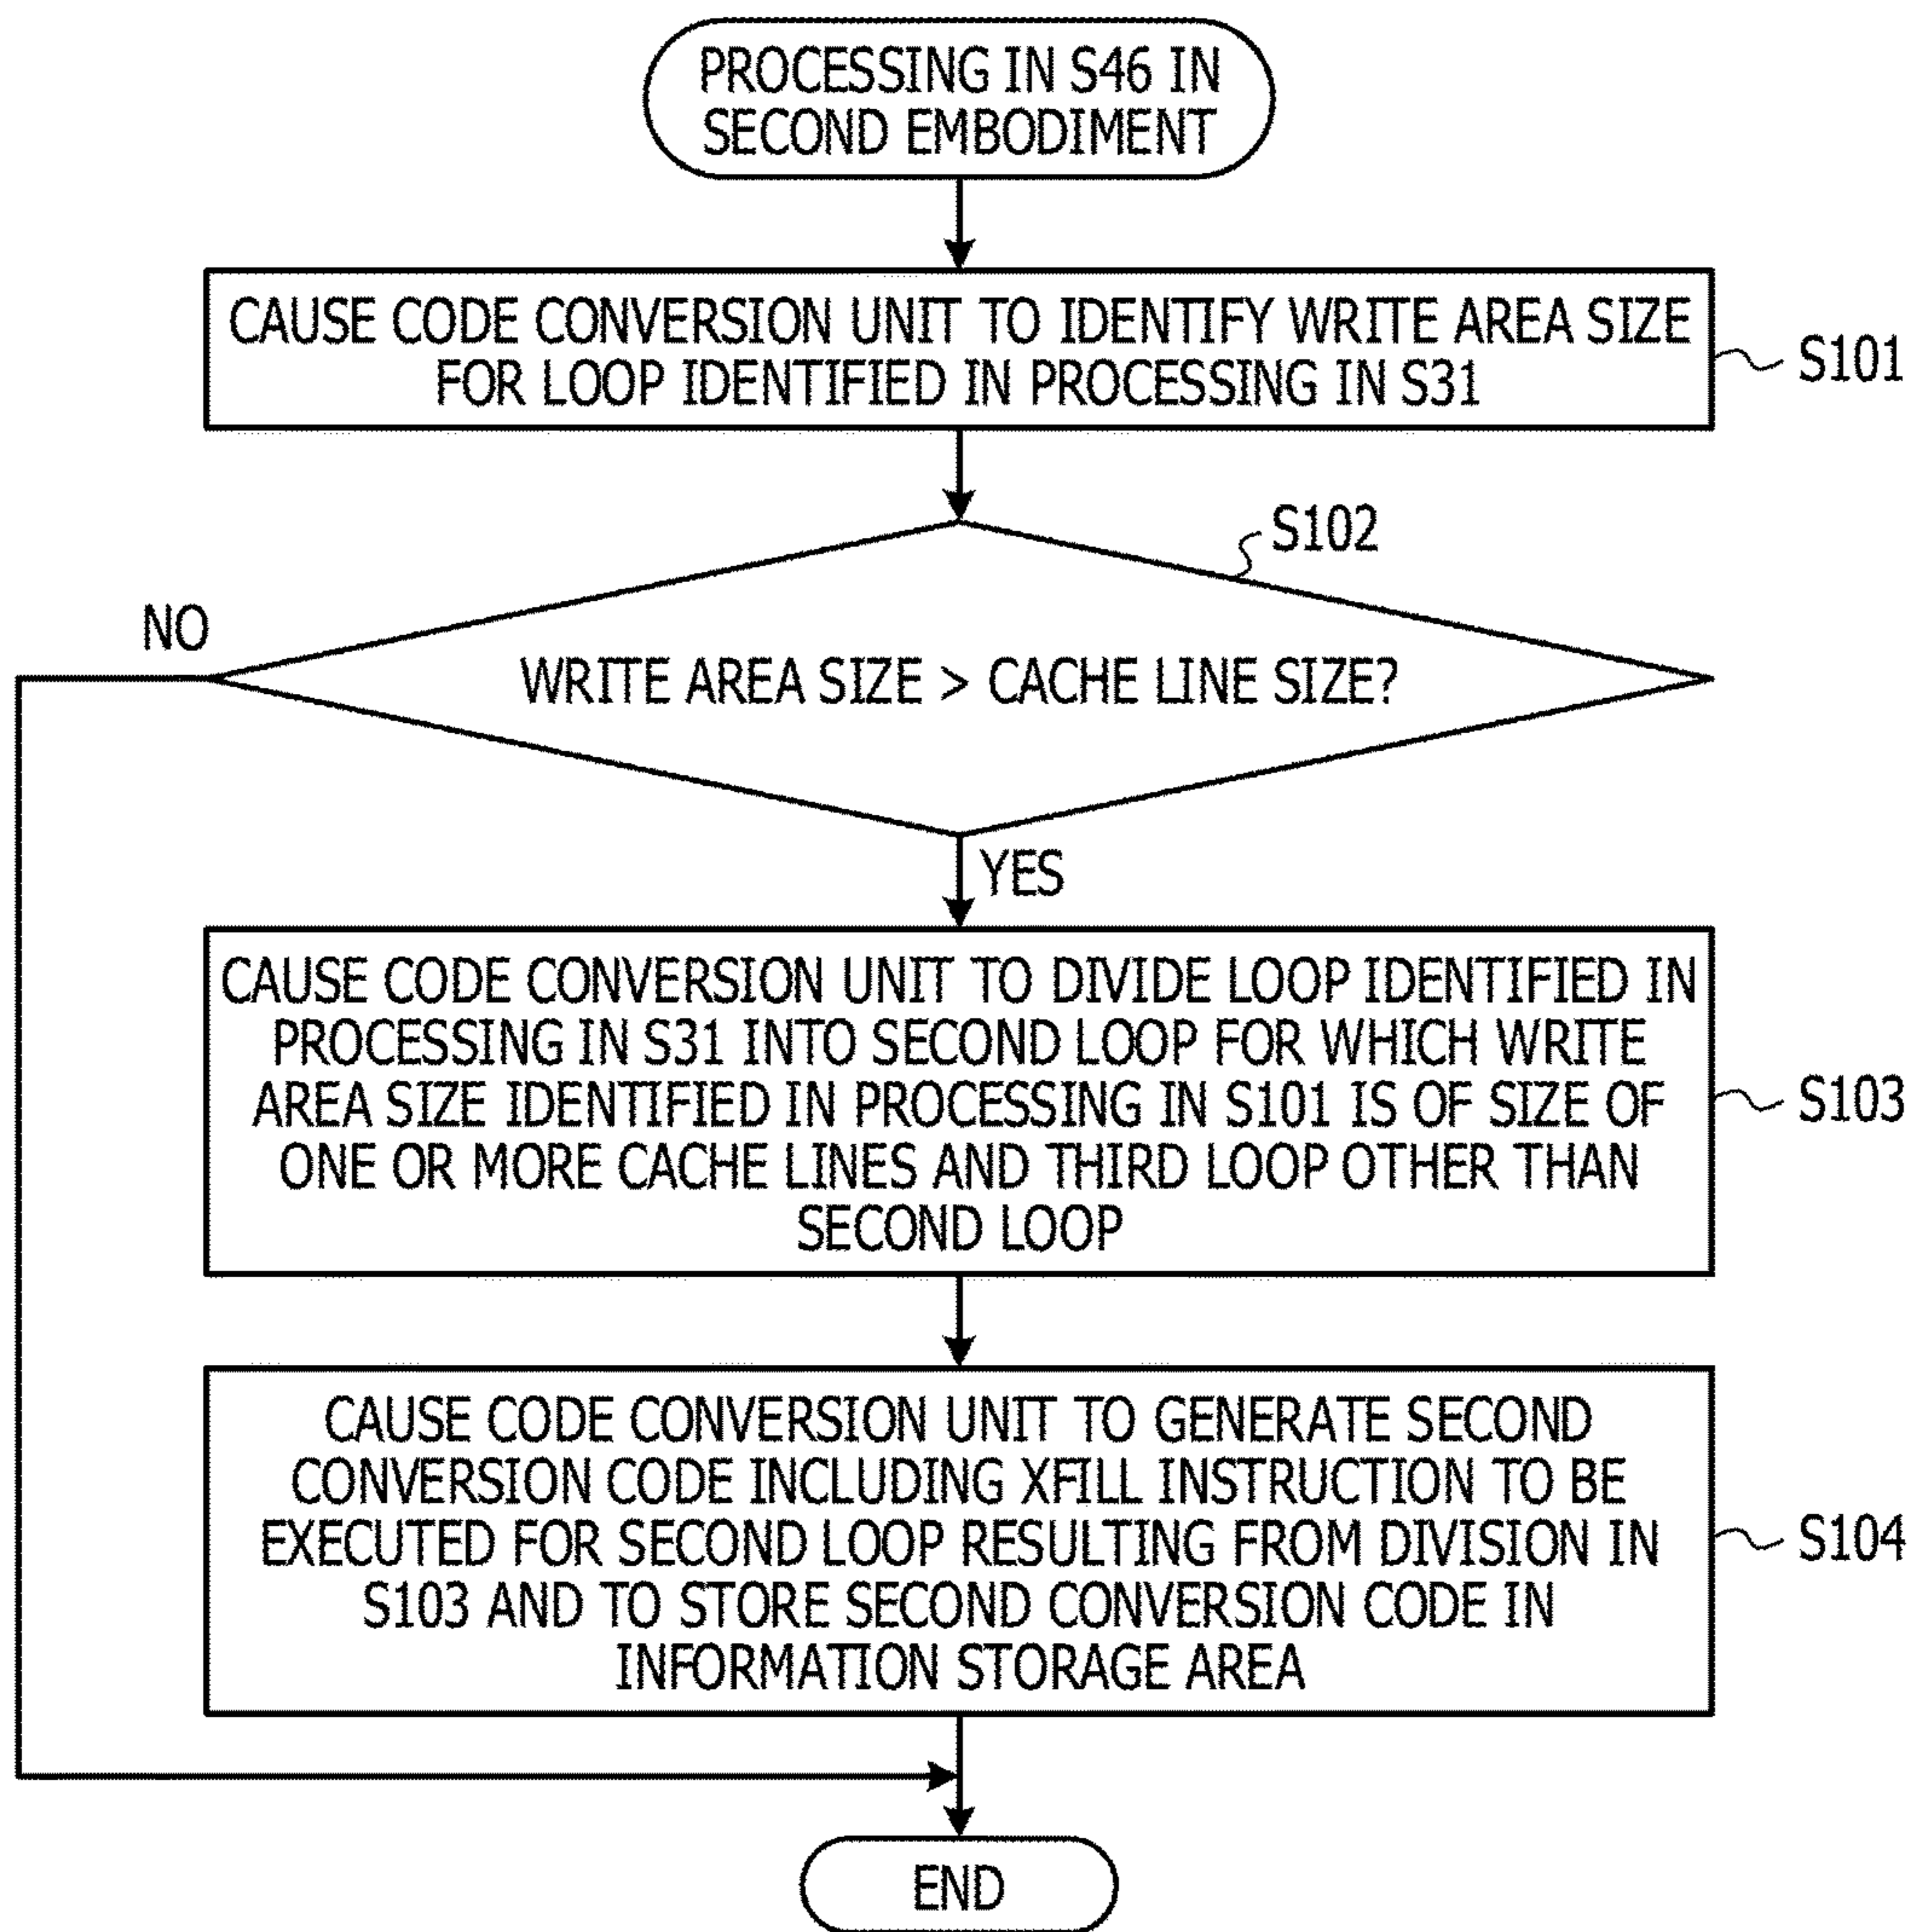 PROCESSING IN S46 IN
SECOND EMBODIMENT
CAUSE CODE CONVERSION UNIT TO IDENTIFY WRITE AREA SIZE
FOR LOOP IDENTIFIED IN PROCESSING IN S31
S101
S102
NO
WRITE AREA SIZE > CACHE LINE SIZE?
YES
CAUSE CODE CONVERSION UNIT TO DIVIDE LOOP IDENTIFIED IN
PROCESSING IN S31 INTO SECOND LOOP FOR WHICH WRITE
AREA SIZE IDENTIFIED IN PROCESSING IN S101 IS OF SIZE OF
ONE OR MORE CACHE LINES AND THIRD LOOP OTHER THAN
SECOND LOOP
S103
CAUSE CODE CONVERSION UNIT TO GENERATE SECOND
CONVERSION CODE INCLUDING XFILL INSTRUCTION TO BE
EXECUTED FOR SECOND LOOP RESULTING FROM DIVISION IN
S103 AND TO STORE SECOND CONVERSION CODE IN
INFORMATION STORAGE AREA
S104
END